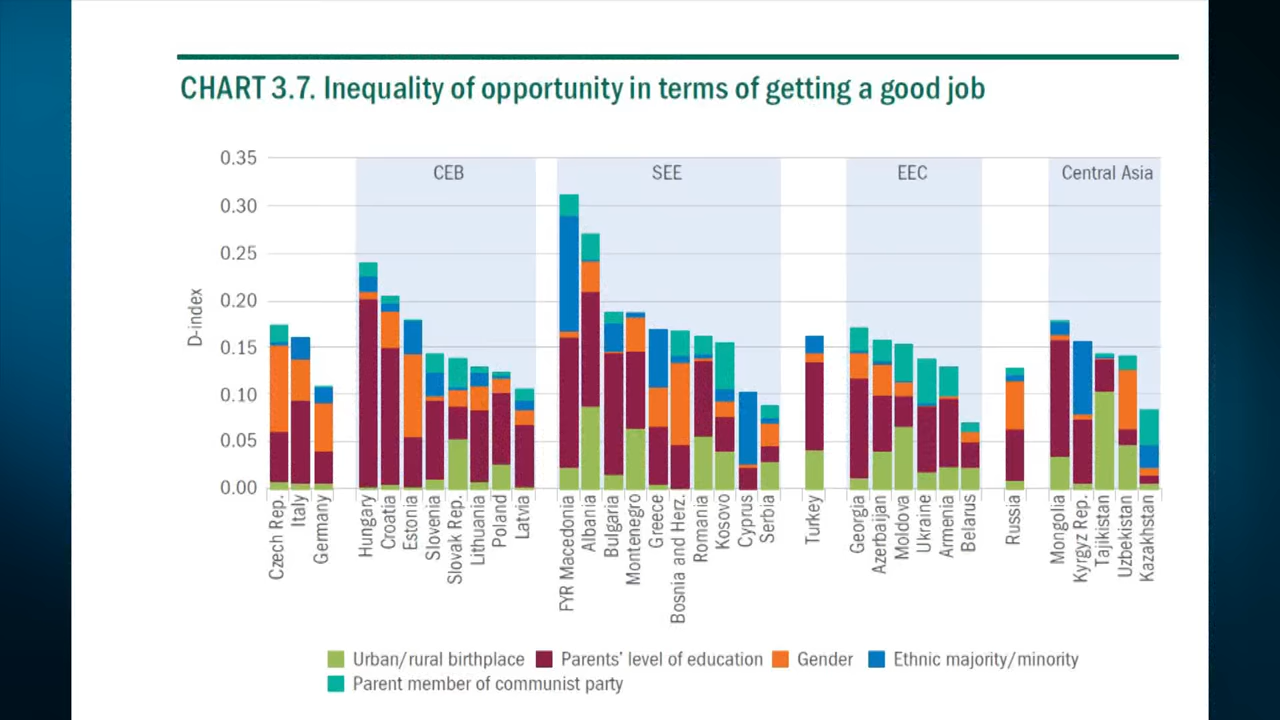 CHART 3.7. Inequality of opportunity in terms of getting a good job
CEB
SEE
EEC
Central Asia
D-index
0.35
0.30
0.25
0.20
0.15
0.10
0.05
0.00
Czech Rep.
Italy
Germany
Hungary
Croatia
Estonia
Slovenia
Slovak Rep.
Lithuania
Poland
Latvia
FYR Macedonia
Albania
Bulgaria
Montenegro
Greece
Bosnia and Herz.
Romania
Kosovo
Cyprus
Serbia
Turkey
Georgia
Azerbaijan
Moldova
Ukraine
Armenia
Belarus
Russia
Mongolia
Kyrgyz Rep.
Tajikistan
Uzbekistan
Kazakhstan
Urban/rural birthplace
Parents' level of education
Gender
Ethnic majority/minority
Parent member of communist party